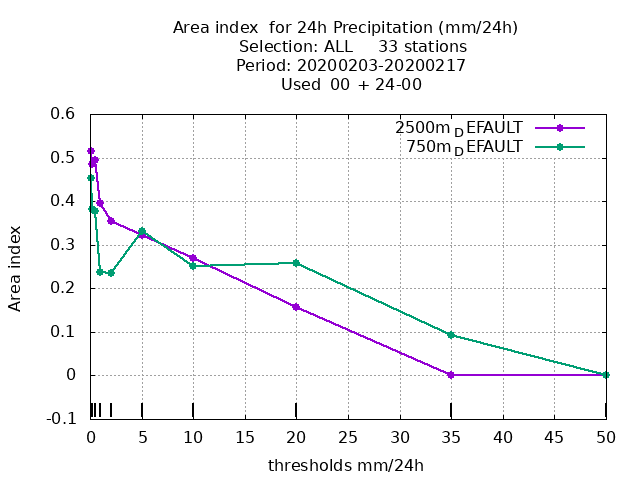 Area index  for 24h Precipitation (mm/24h)
Selection: ALL     33 stations
Period: 20200203-20200217
Used  00 + 24-00
2500m_DEFAULT
750m_DEFAULT
0.6
0.5
0.4
0.3
0.2
0.1
0
-0.1
Area index
0 5 10 15 20 25 30 35 40 45 50
thresholds mm/24h